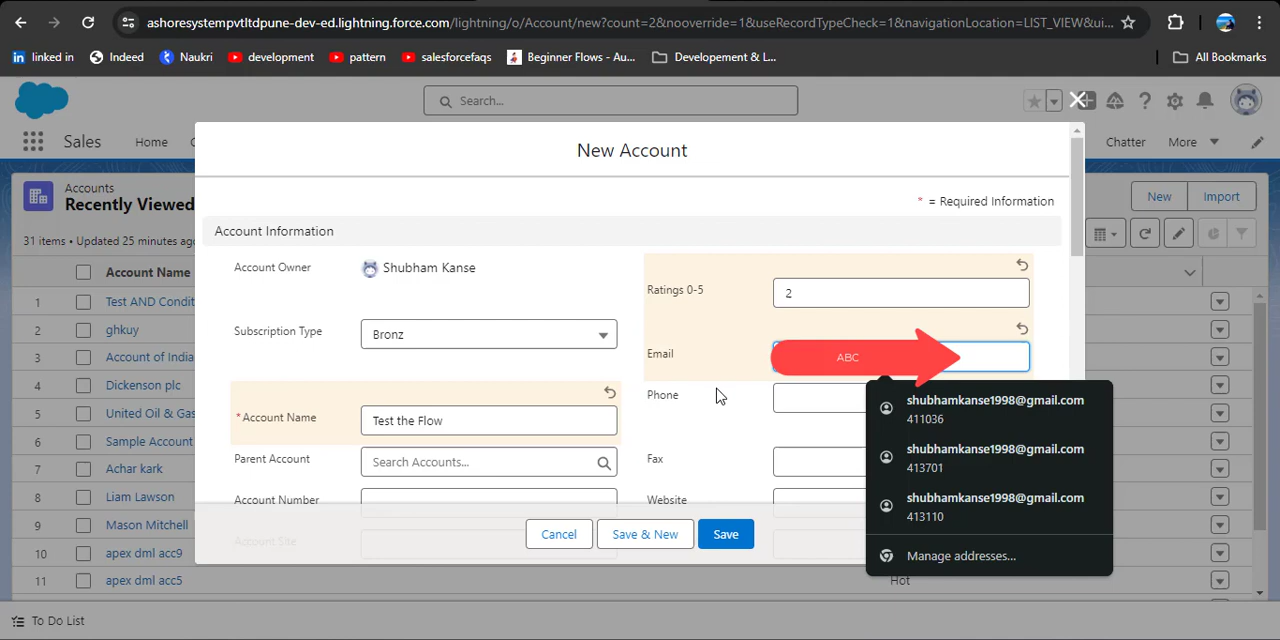 ashoresystempvtltdpune-dev-ed.lightning.force.com/lightning/o/Account/new?count=2&nooverride=1&useRecordTypeCheck=1&navigationLocation=LIST_VIEW&ui...
linked in Indeed Naukri development pattern salesforcefaqs Beginner Flows - Au... Developement & L... All Bookmarks
Search...
Sales Home Chatter More
New Account
Accounts
Recently Viewed
New Import
* = Required Information
31 items • Updated 25 minutes ago
Account Information
Account Name
Account Owner Shubham Kanse
Ratings 0-5 2
Subscription Type Bronz
Email ABC
Phone
shubhamkanse1998@gmail.com
411036
shubhamkanse1998@gmail.com
413701
shubhamkanse1998@gmail.com
413110
Manage addresses...
*Account Name Test the Flow
Parent Account Search Accounts...
Fax
Account Number
Website
Account Site
Cancel Save & New Save
1 Test AND Condit
2 ghkuy
3 Account of India
4 Dickenson plc
5 United Oil & Gas
6 Sample Account
7 Achar kark
8 Liam Lawson
9 Mason Mitchell
10 apex dml acc9
11 apex dml acc5 Hot
To Do List